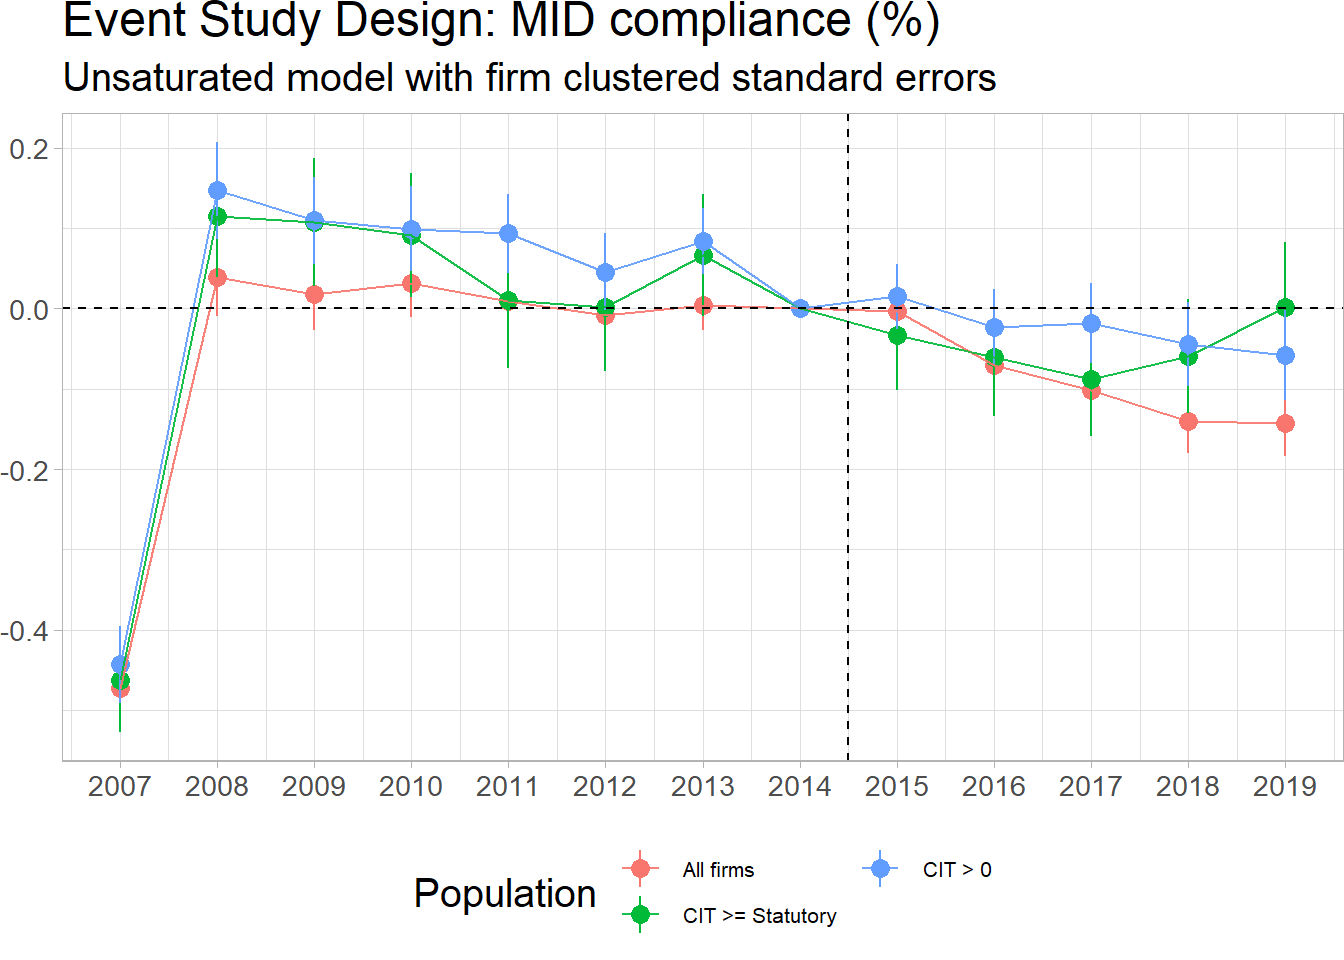 Event Study Design: MID compliance (%)
Unsaturated model with firm clustered standard errors
0.2
0.0
-0.2
-0.4
2007 2008 2009 2010 2011 2012 2013 2014 2015 2016 2017 2018 2019
Population
All firms
CIT > 0
CIT >= Statutory